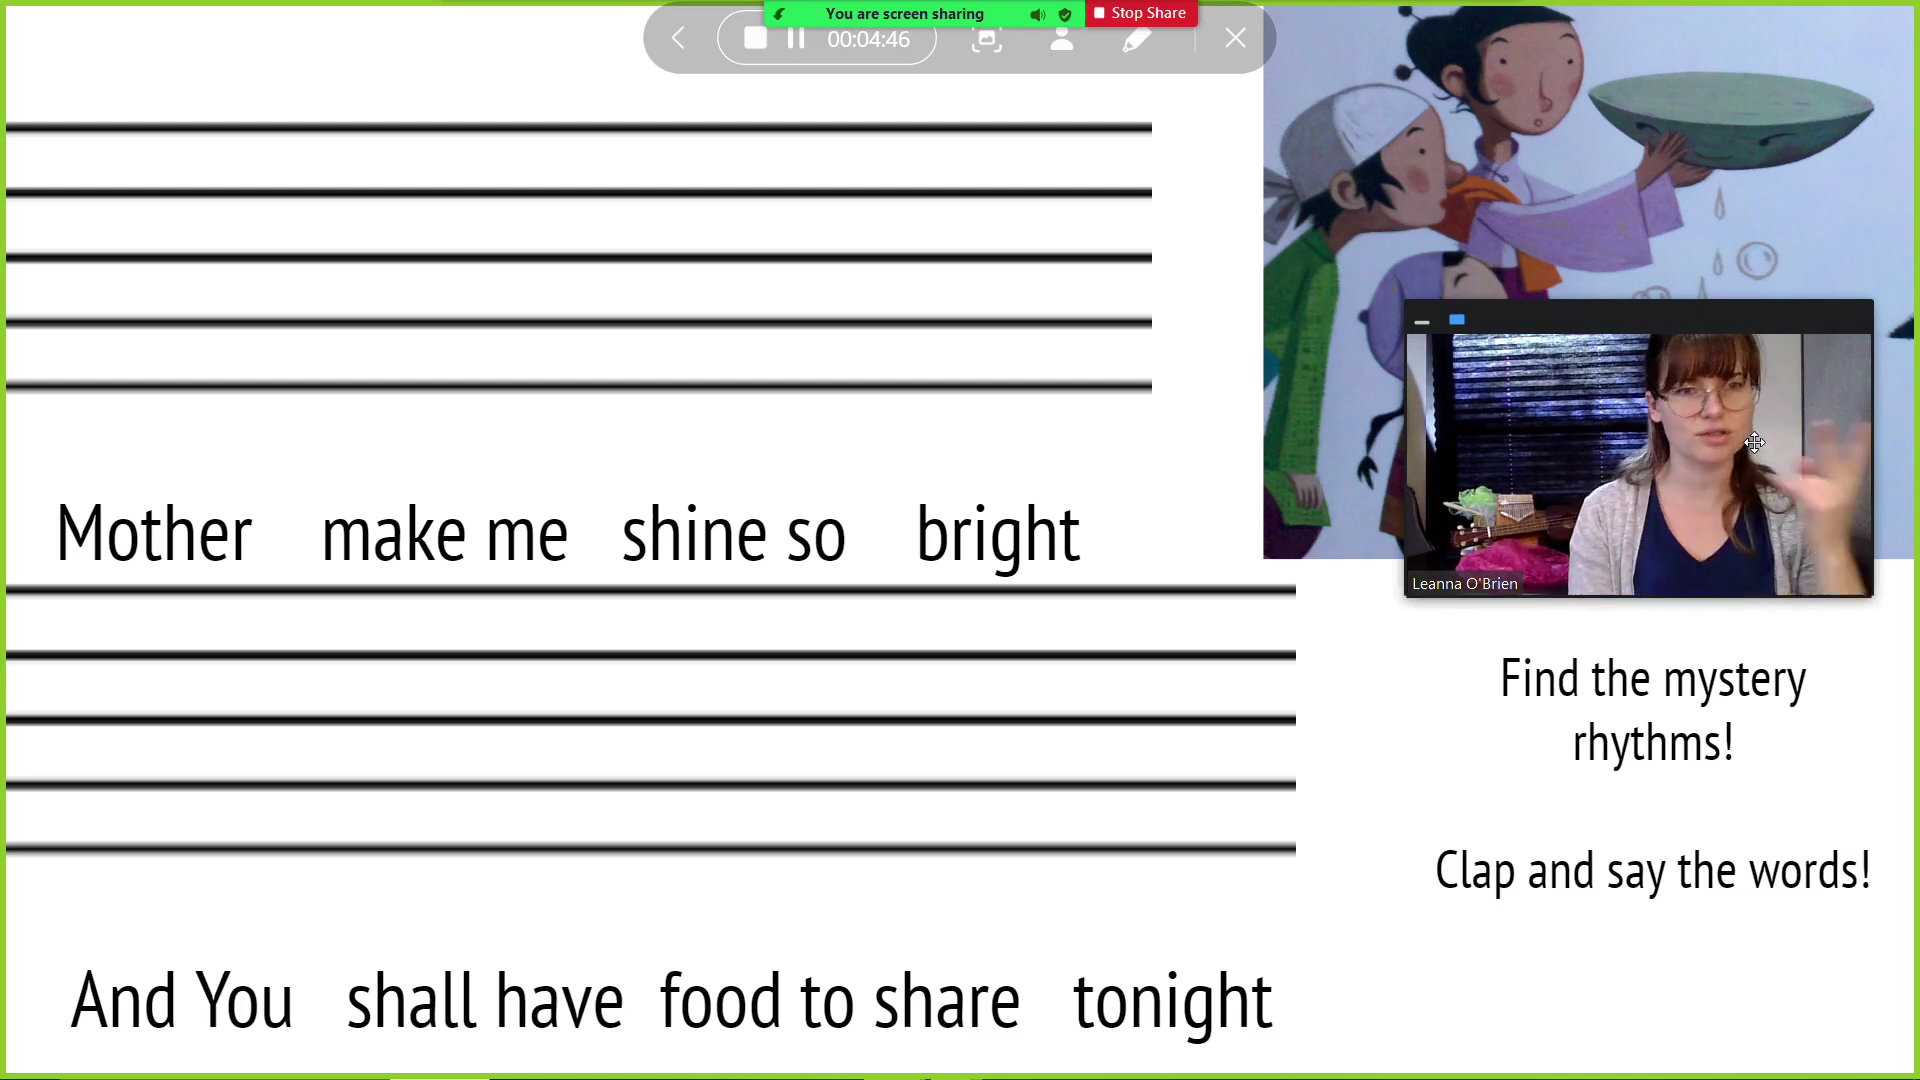 You are screen sharing
Stop Share
00:04:46
Mother make me shine so bright
And You shall have food to share tonight
Leanna O'Brien
Find the mystery
rhythms!
Clap and say the words!